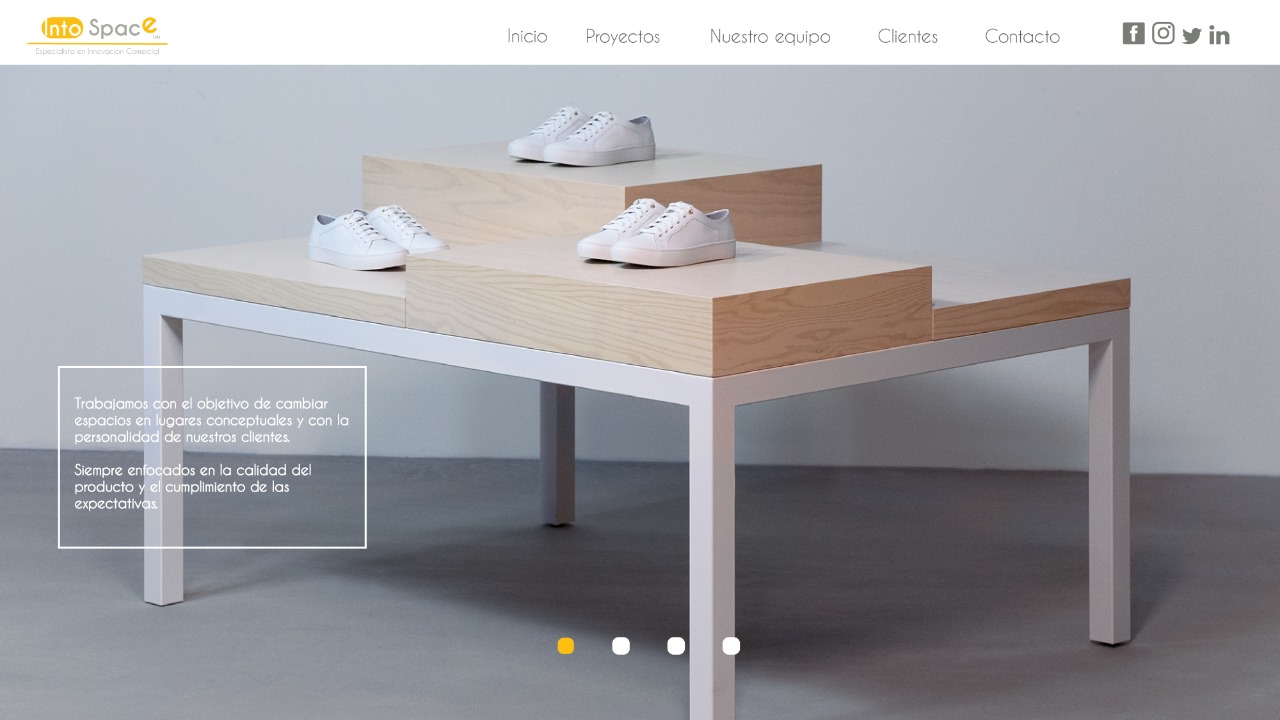 Into Space
Especialista en Innovación Comercial
Inicio Proyectos Nuestro equipo Clientes Contacto
Trabajamos con el objetivo de cambiar
espacios en lugares conceptuales y con la
personalidad de nuestros clientes.
Siempre enfocados en la calidad del
producto y el cumplimiento de las
expectativas.